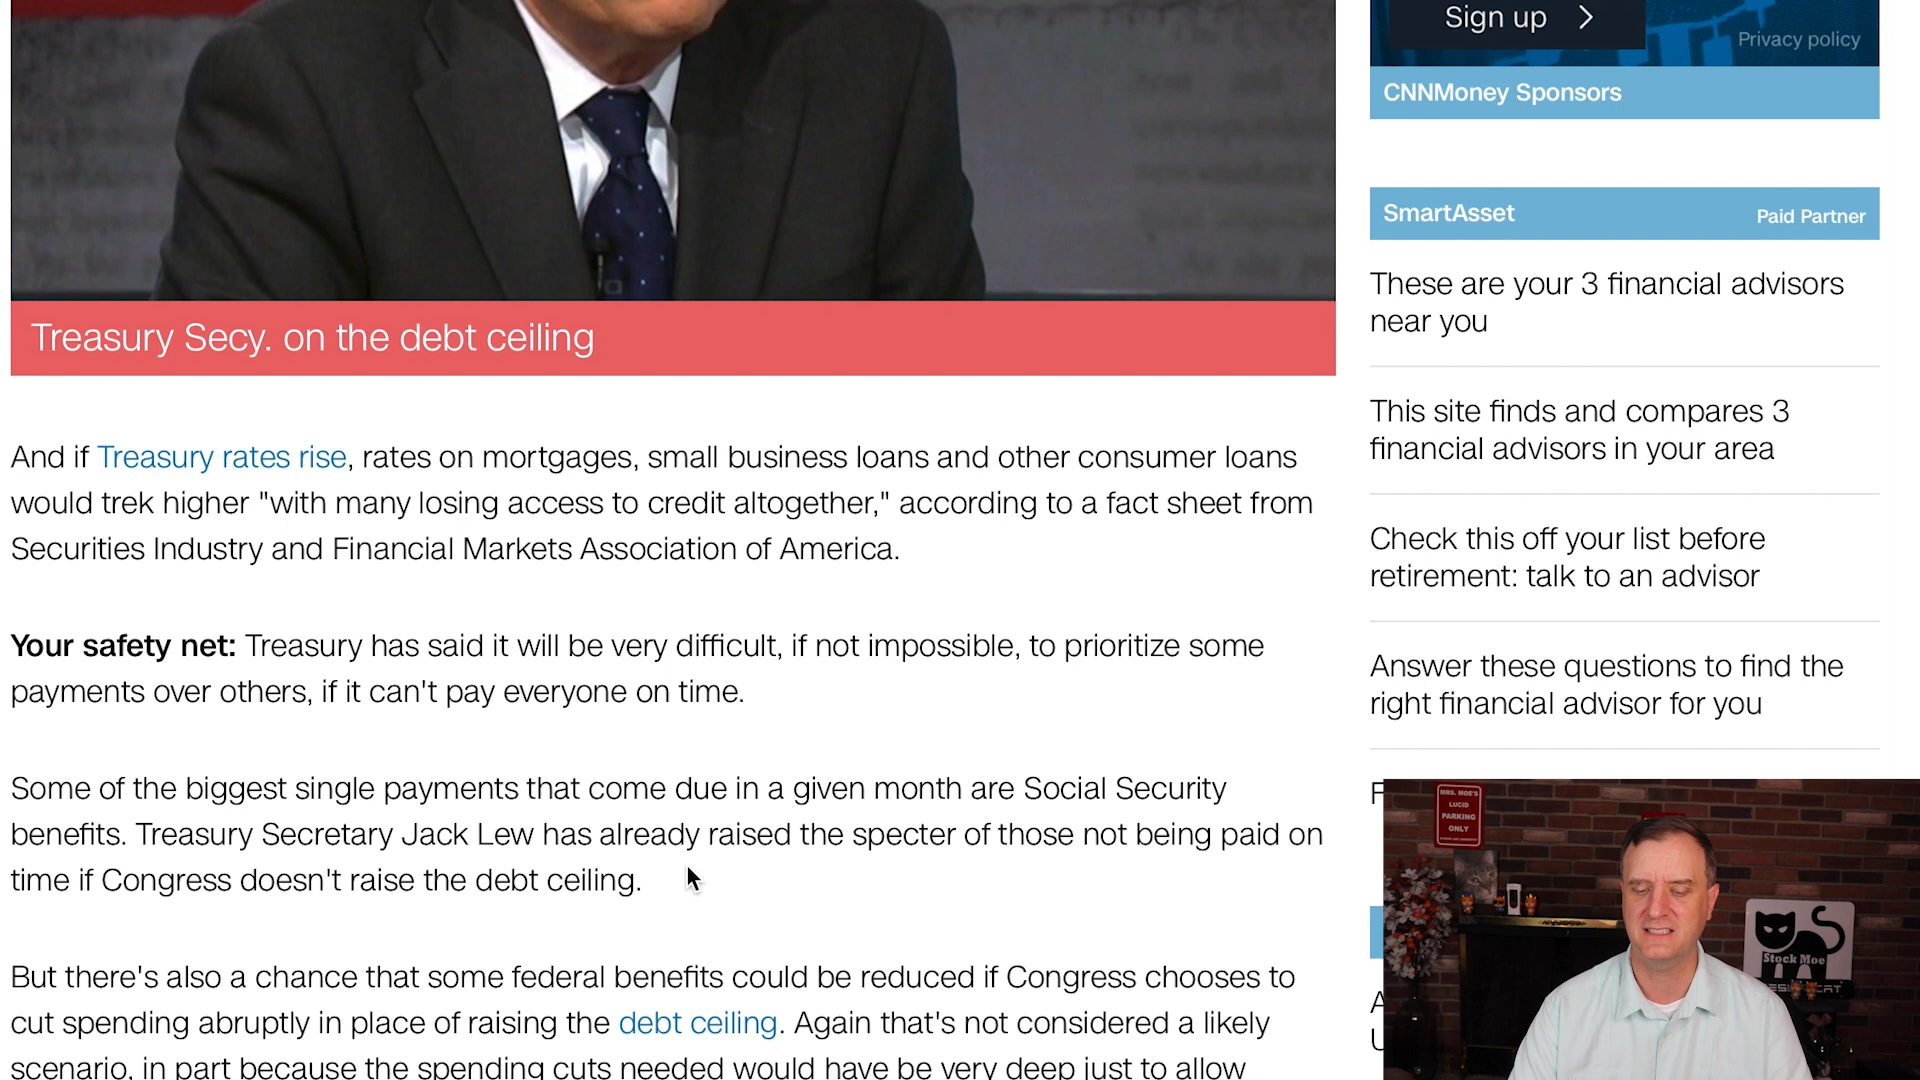 Sign up
Privacy policy
CNNMoney Sponsors
SmartAsset
Paid Partner
These are your 3 financial advisors
near you
This site finds and compares 3
financial advisors in your area
Check this off your list before
retirement: talk to an advisor
Answer these questions to find the
right financial advisor for you
Treasury Secy. on the debt ceiling
And if Treasury rates rise, rates on mortgages, small business loans and other consumer loans
would trek higher "with many losing access to credit altogether," according to a fact sheet from
Securities Industry and Financial Markets Association of America.
Your safety net: Treasury has said it will be very difficult, if not impossible, to prioritize some
payments over others, if it can't pay everyone on time.
Some of the biggest single payments that come due in a given month are Social Security
benefits. Treasury Secretary Jack Lew has already raised the specter of those not being paid on
time if Congress doesn't raise the debt ceiling.
But there's also a chance that some federal benefits could be reduced if Congress chooses to
cut spending abruptly in place of raising the debt ceiling. Again that's not considered a likely
scenario, in part because the spending cuts needed would have be very deep just to allow
MRS. MOE'S
LUCID
PARKING
ONLY
Stock Moe